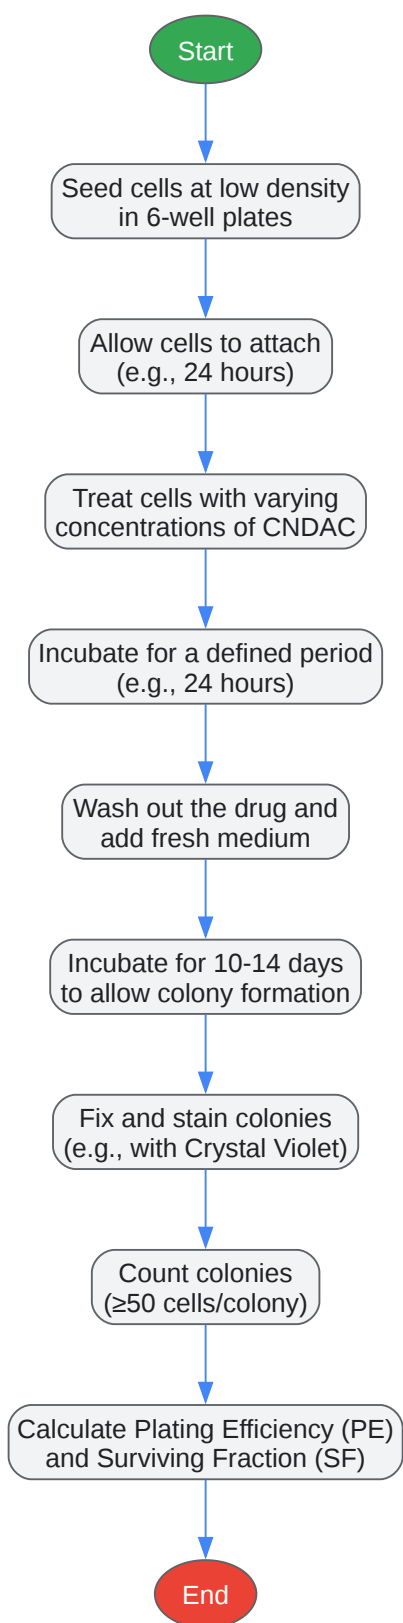 Start
Seed cells at low density
in 6-well plates
Allow cells to attach
(e.g., 24 hours)
Treat cells with varying
concentrations of CNDAC
Incubate for a defined period
(e.g., 24 hours)
Wash out the drug and
add fresh medium
Incubate for 10-14 days
to allow colony formation
Fix and stain colonies
(e.g., with Crystal Violet)
Count colonies
(≥50 cells/colony)
Calculate Plating Efficiency (PE)
and Surviving Fraction (SF)
End